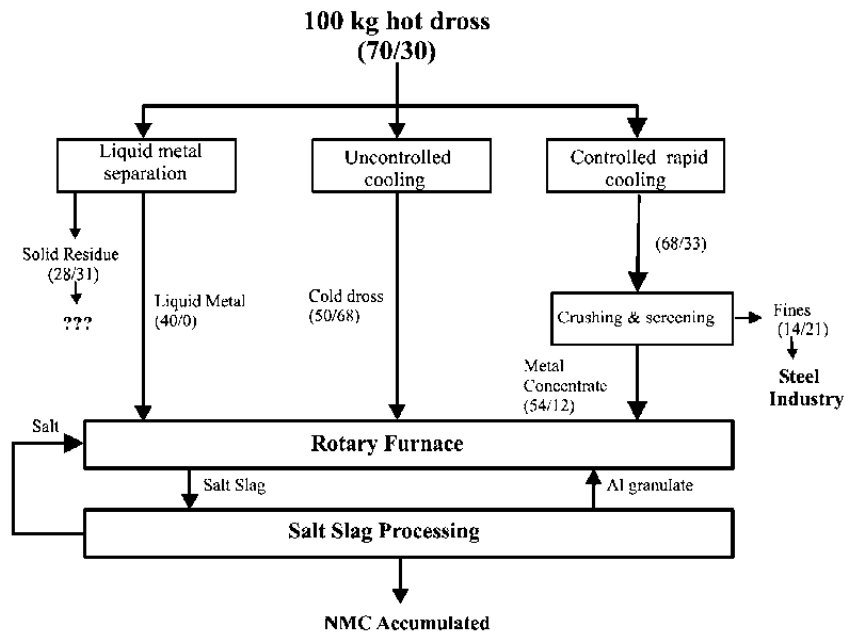 100 kg hot dross
(70/30)
Liquid metal
separation
Uncontrolled
cooling
Controlled rapid
cooling
Solid Residue
(28/31)
???
Liquid Metal
(40/0)
Cold dross
(50/68)
(68/33)
Crushing & screening
Fines
(14/21)
Steel
Industry
Metal
Concentrate
(54/12)
Salt
Rotary Furnace
Salt Slag
Al granulate
Salt Slag Processing
NMC Accumulated